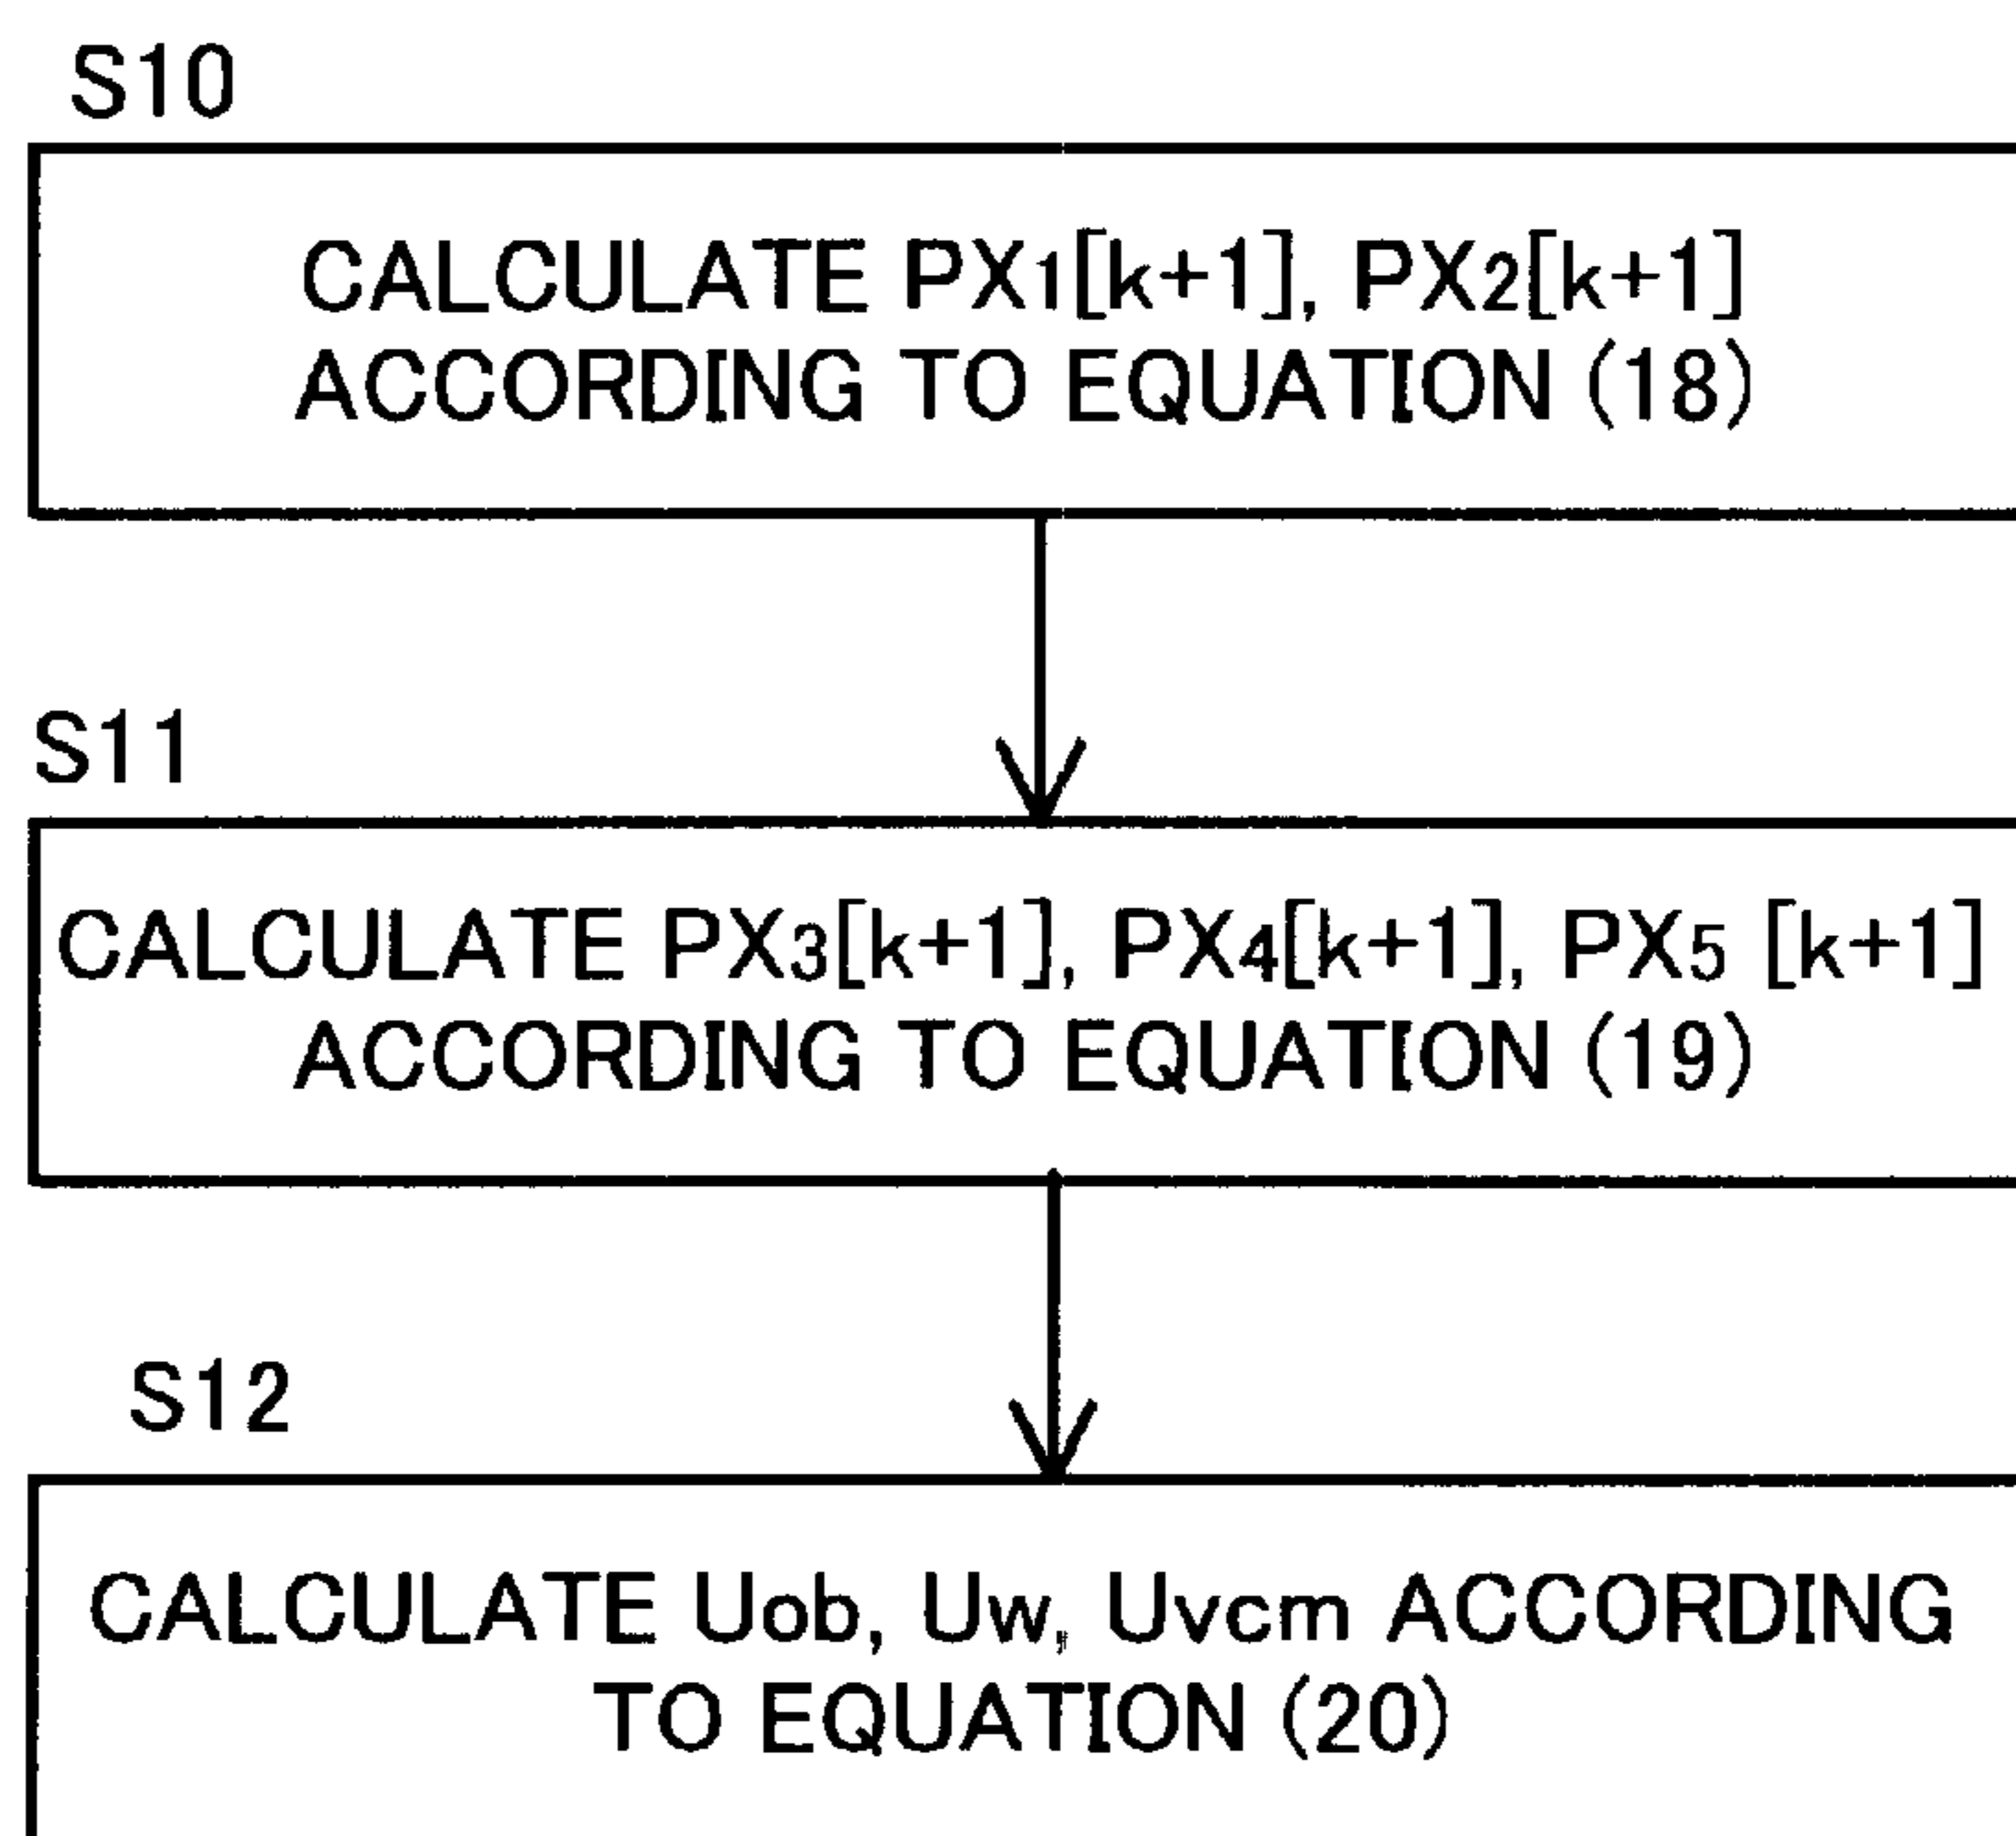 S10
CALCULATE PX1[k+1], PX2[k+1]
ACCORDING TO EQUATION (18)
S11
CALCULATE PX3[k+1], PX4[k+1], PX5 [k+1]
ACCORDING TO EQUATION (19)
S12
CALCULATE Uob, Uw, Uvcm ACCORDING
TO EQUATION (20)